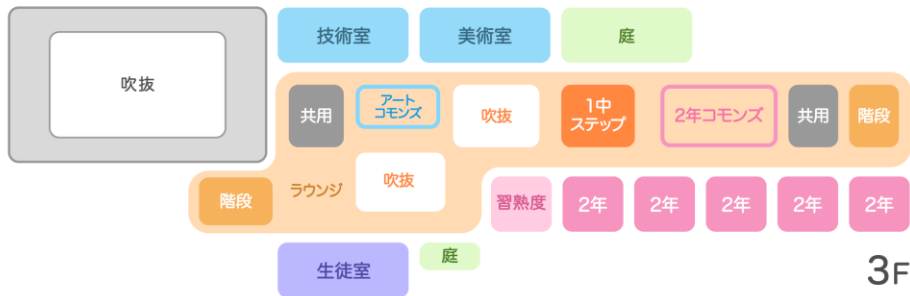 技術室
美術室
庭
吹抜
共用
アート
コモンズ
吹抜
1中
ステップ
2年コモンズ
共用
階段
階段
ラウンジ
吹抜
習熟度
2年
2年
2年
2年
2年
生徒室
庭
3F